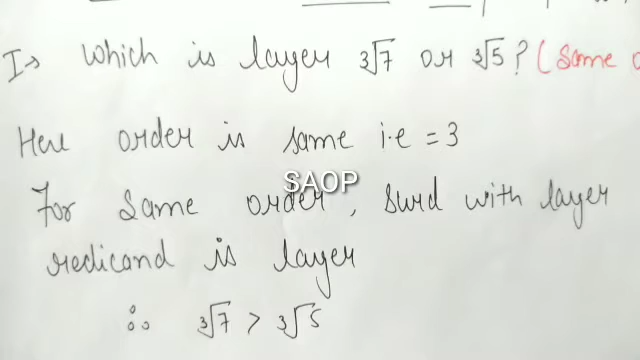 I → Which is layer ∛7 or ∛5? (Same o
Here order is same i.e = 3
SAOP
For same order, surd with layer
redicand is layer
∴ ∛7 > ∛5